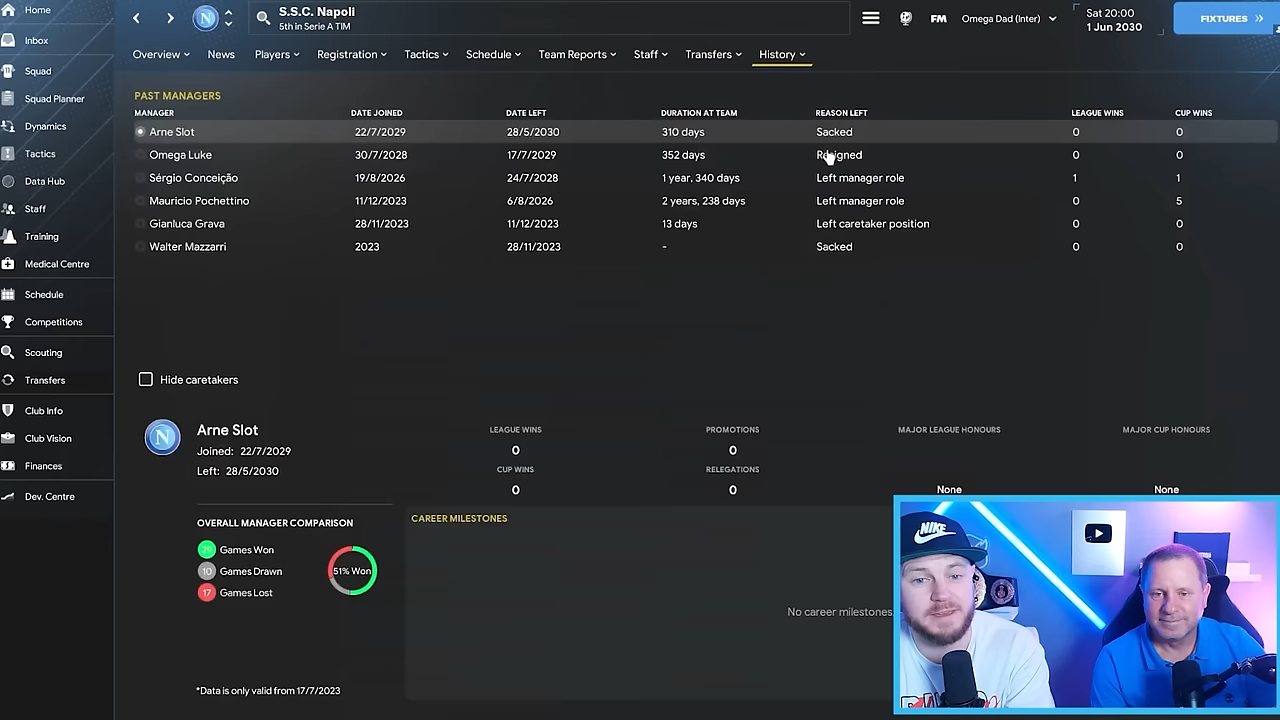 Home
Inbox
Squad
Squad Planner
Dynamics
Tactics
Data Hub
Staff
Training
Medical Centre
Schedule
Competitions
Scouting
Transfers
Club Info
Club Vision
Finances
Dev. Centre
N
S.S.C. Napoli
5th in Serie A TIM
FM
Omega Dad (Inter)
Sat 20:00
1 Jun 2030
FIXTURES
Overview News Players Registration Tactics Schedule Team Reports Staff Transfers History
PAST MANAGERS
MANAGER DATE JOINED DATE LEFT DURATION AT TEAM REASON LEFT LEAGUE WINS CUP WINS
Arne Slot 22/7/2029 28/5/2030 310 days Sacked 0 0
Omega Luke 30/7/2028 17/7/2029 352 days Resigned 0 0
Sérgio Conceição 19/8/2026 24/7/2028 1 year, 340 days Left manager role 1 1
Mauricio Pochettino 11/12/2023 6/8/2026 2 years, 238 days Left manager role 0 5
Gianluca Grava 28/11/2023 11/12/2023 13 days Left caretaker position 0 0
Walter Mazzarri 2023 28/11/2023 - Sacked 0 0
Hide caretakers
N
Arne Slot
Joined: 22/7/2029
Left: 28/5/2030
LEAGUE WINS PROMOTIONS MAJOR LEAGUE HONOURS MAJOR CUP HONOURS
0 0
CUP WINS RELEGATIONS
0 0 None None
OVERALL MANAGER COMPARISON
Games Won
10 Games Drawn
17 Games Lost
51% Won
CAREER MILESTONES
No career milestones
*Data is only valid from 17/7/2023
NIKE